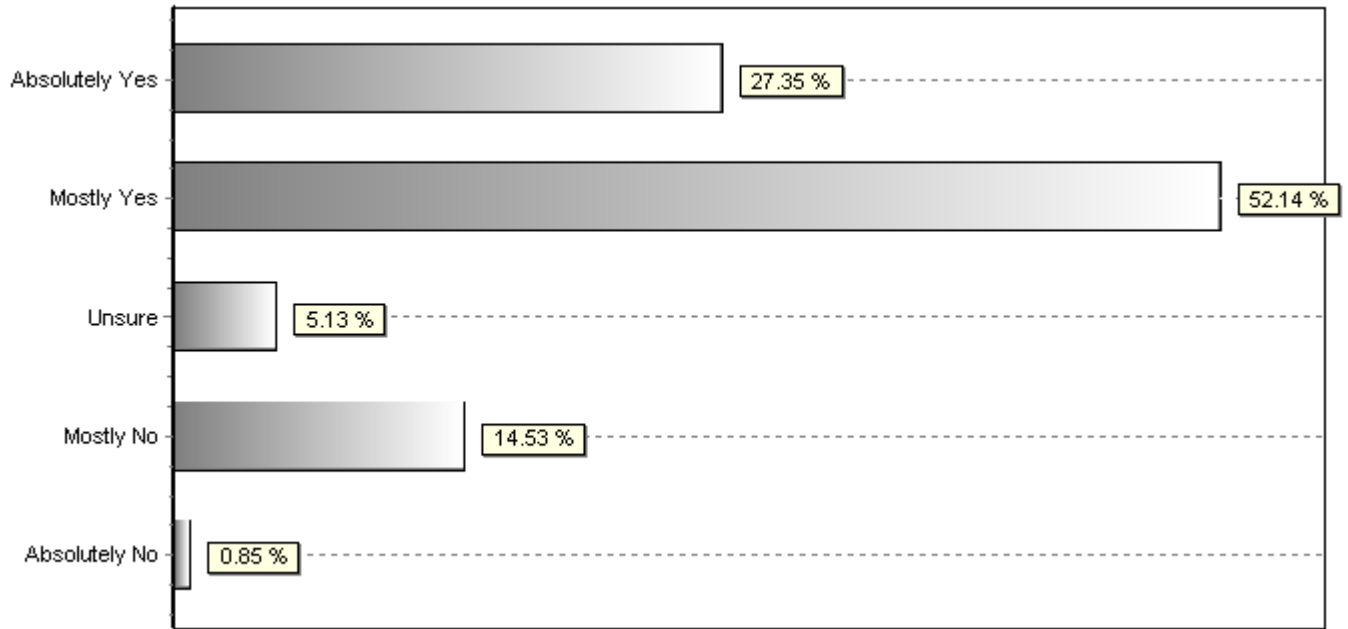 Absolutely Yes 27.35 %
Mostly Yes 52.14 %
Unsure 5.13 %
Mostly No 14.53 %
Absolutely No 0.85 %